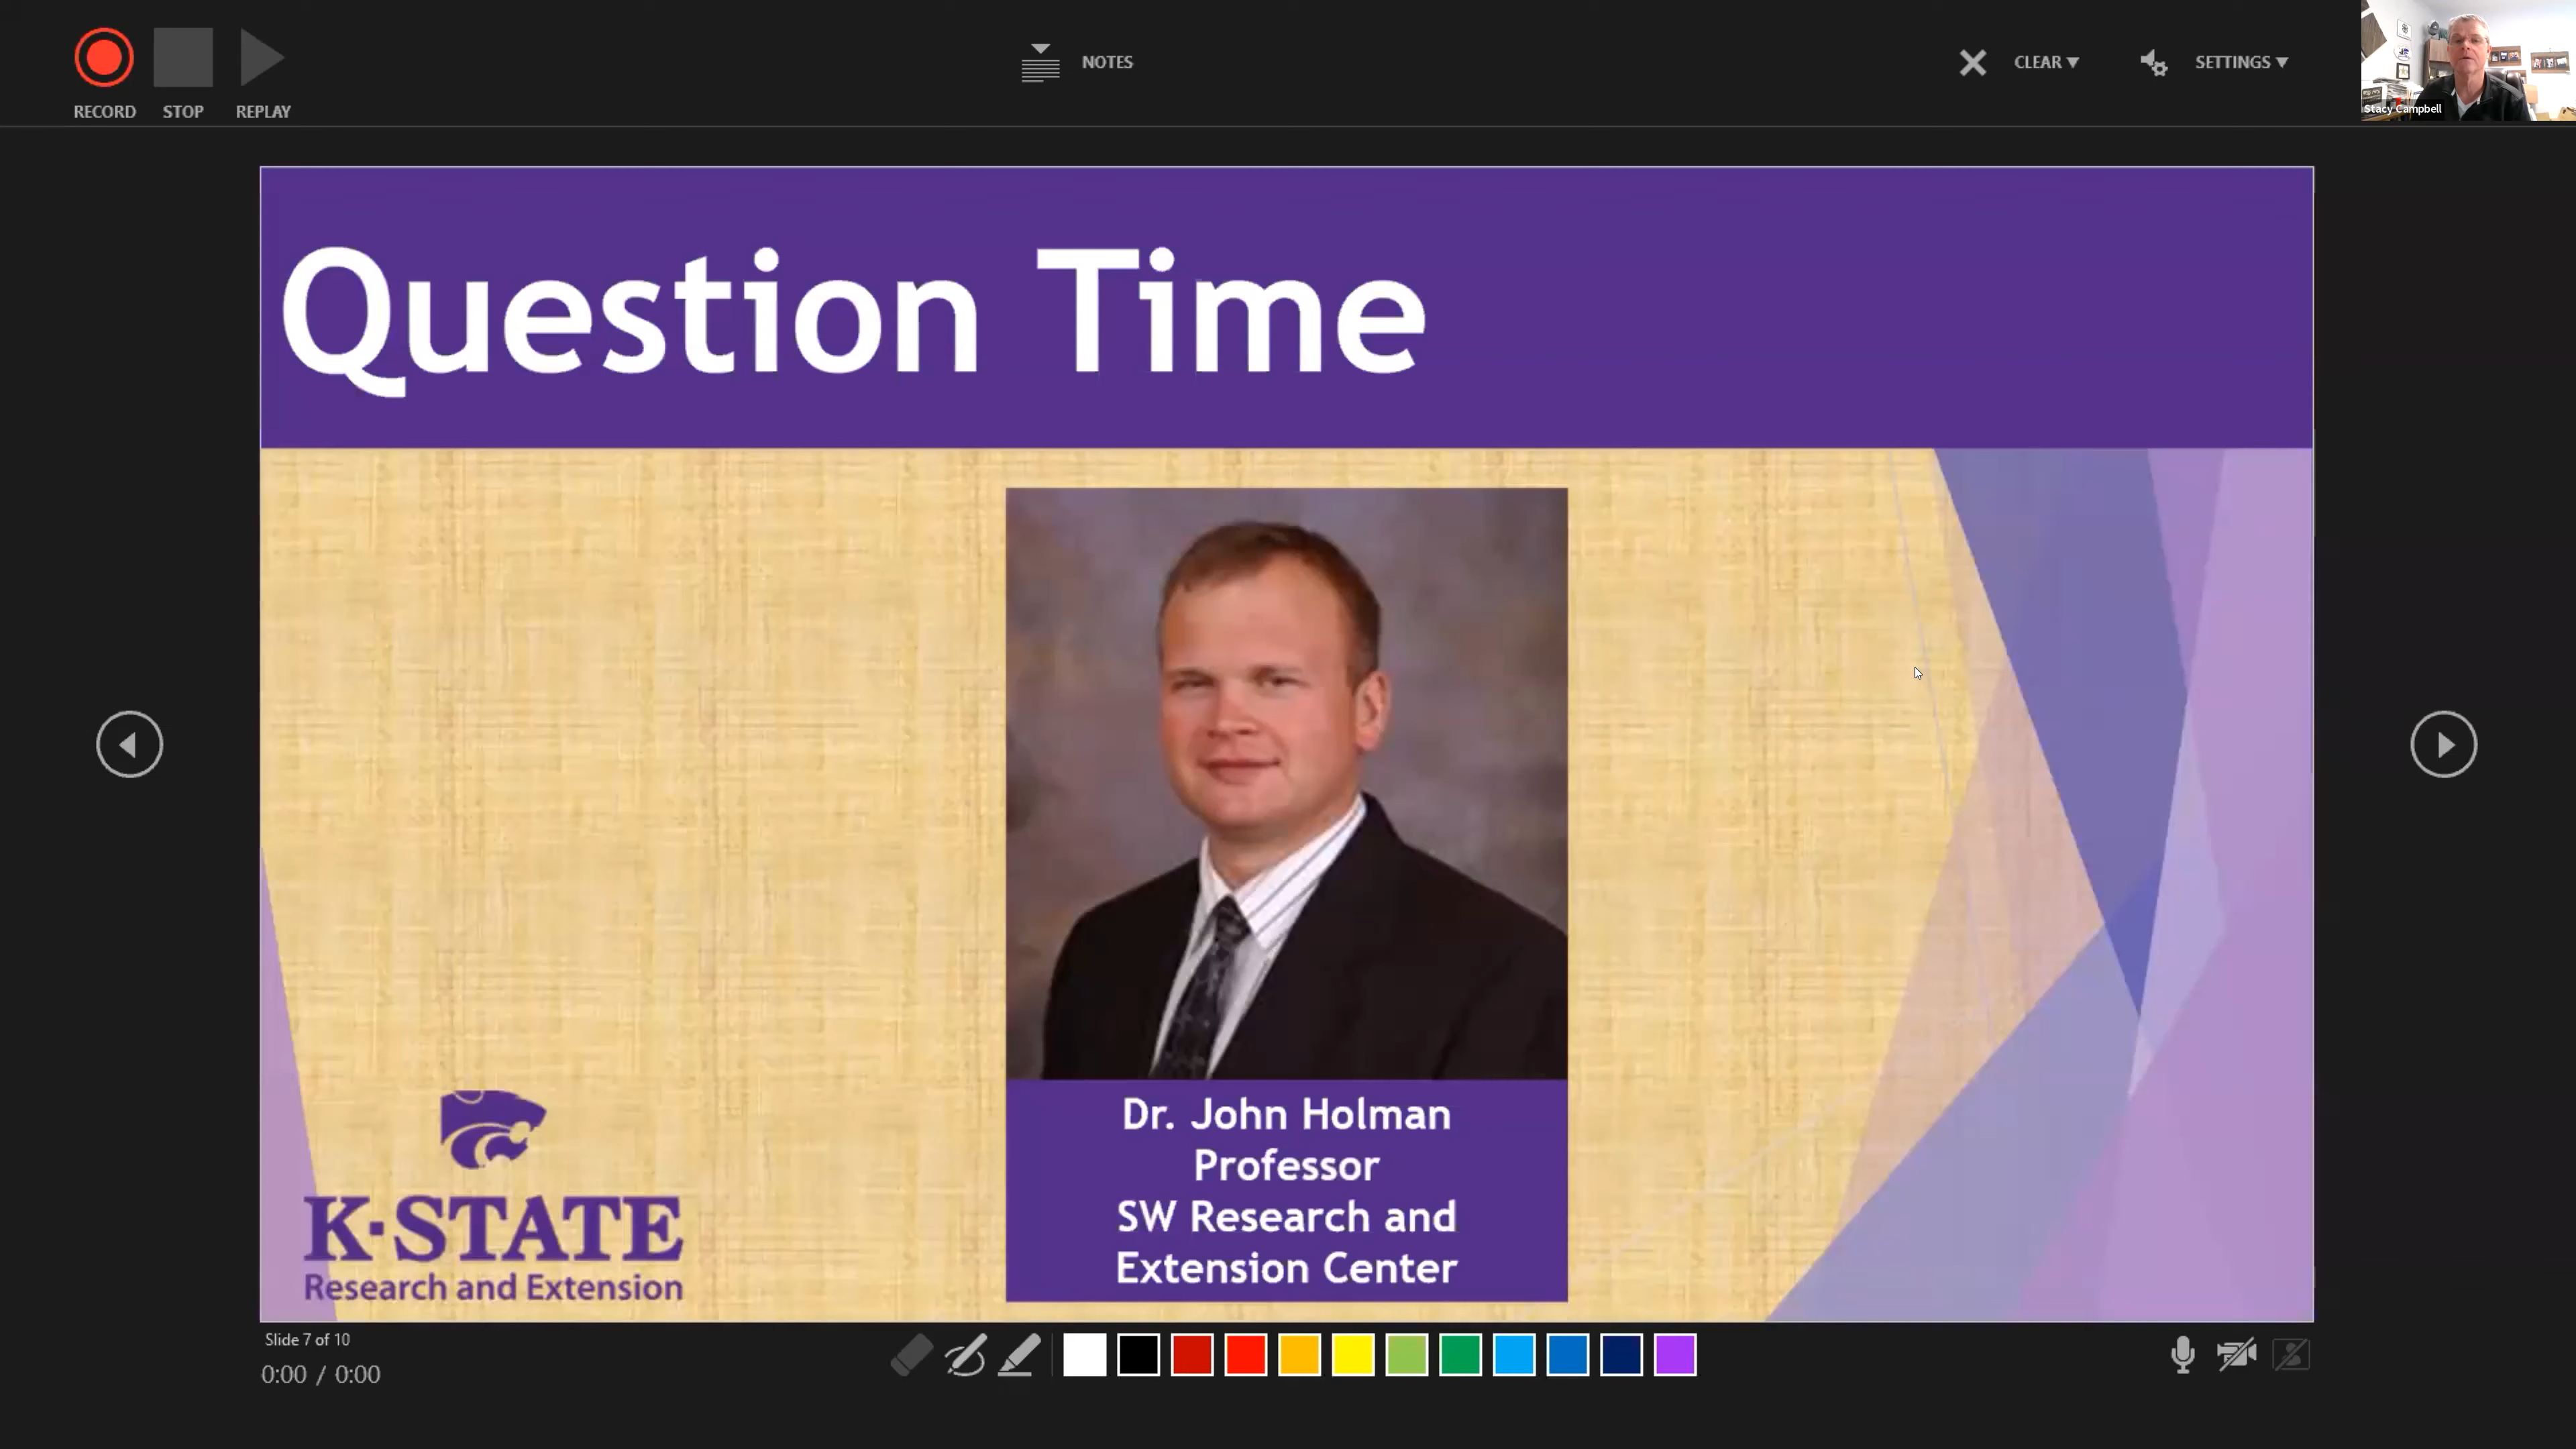 RECORD
STOP
REPLAY
NOTES
CLEAR
SETTINGS
Stacy Campbell
Question Time
Dr. John Holman
Professor
SW Research and
Extension Center
K·STATE
Research and Extension
Slide 7 of 10
0:00 / 0:00